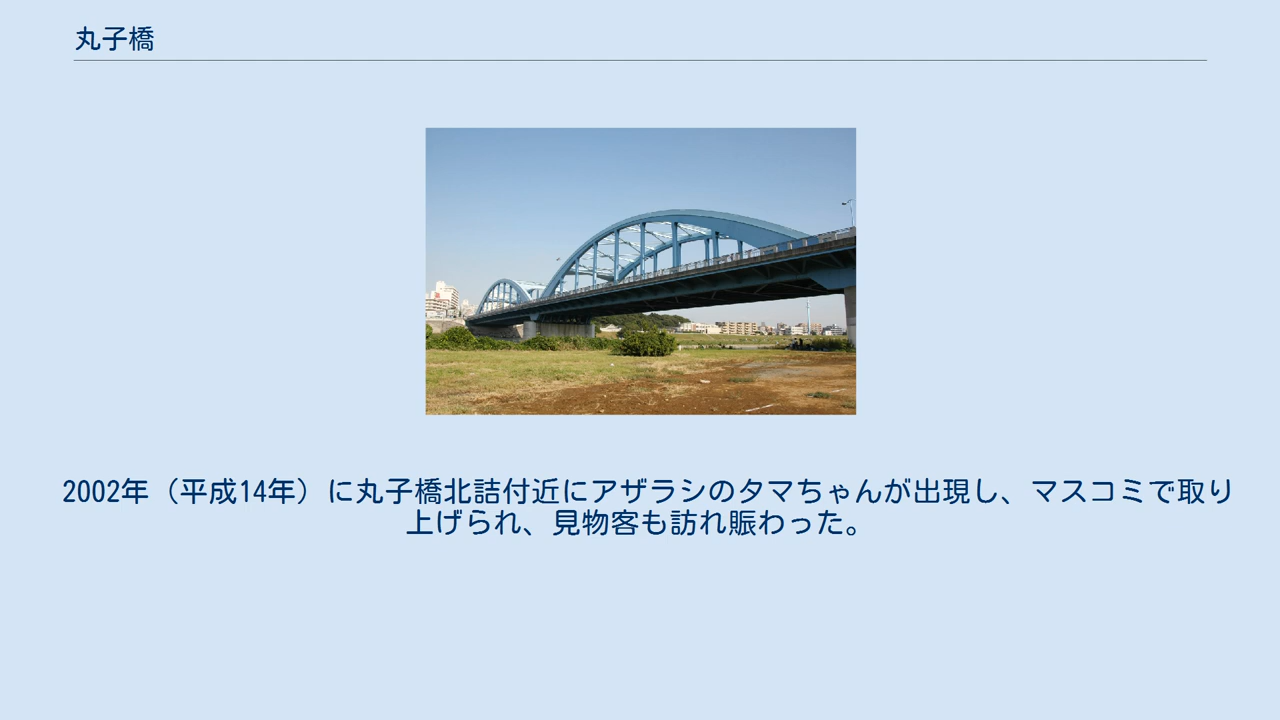 丸子橋
2002年（平成14年）に丸子橋北詰付近にアザラシのタマちゃんが出現し、マスコミで取り
上げられ、見物客も訪れ賑わった。